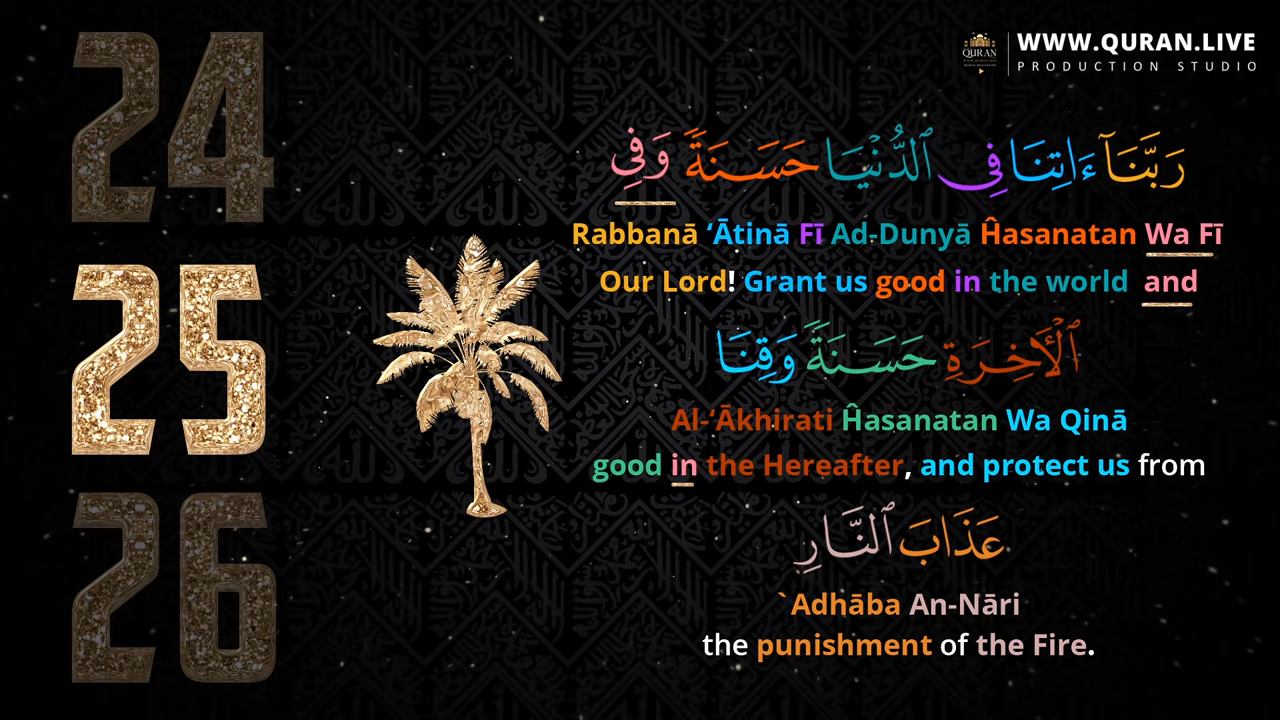 24
25
26
QURAN
WWW.QURAN.LIVE
PRODUCTION STUDIO
رَبَّنَآ ءَاتِنَا فِي ٱلدُّنْيَا حَسَنَةً وَفِي
Rabbanā ‘Ātinā Fī Ad-Dunyā Ĥasanatan Wa Fī
Our Lord! Grant us good in the world and
ٱلْأَخِرَةِ حَسَنَةً وَقِنَا
Al-‘Ākhirati Ĥasanatan Wa Qinā
good in the Hereafter, and protect us from
عَذَابَ ٱلنَّارِ
`Adhāba An-Nāri
the punishment of the Fire.